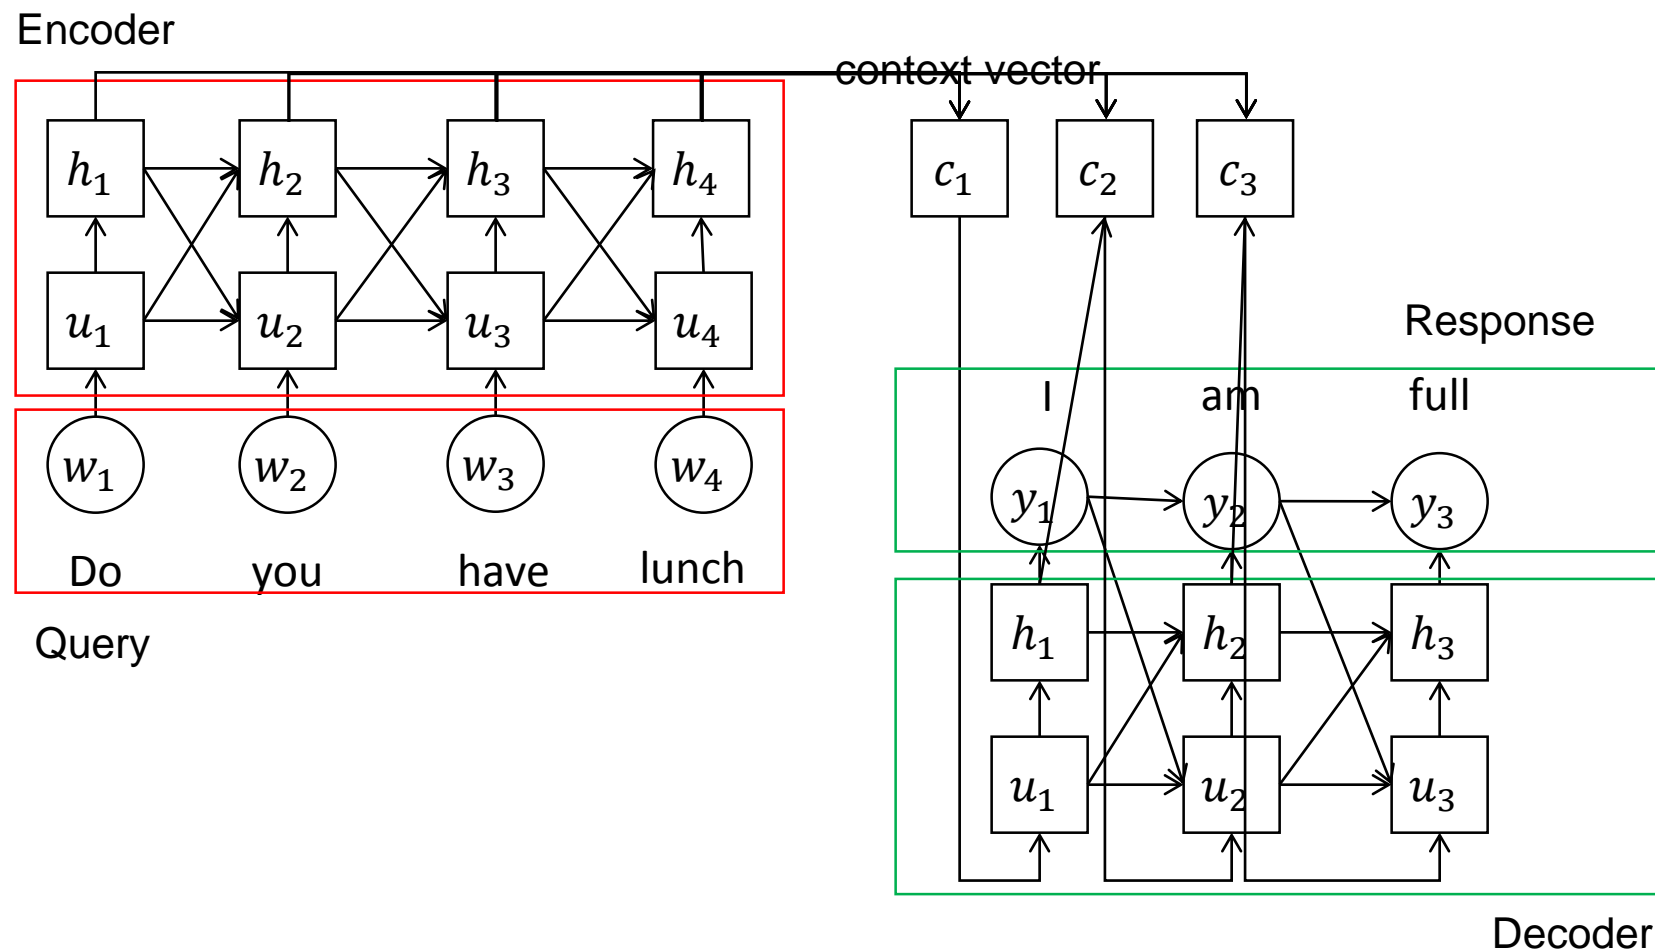 Encoder
context vector
h₁ h₂ h₃ h₄
c₁ c₂ c₃
u₁ u₂ u₃ u₄
w₁ w₂ w₃ w₄
Do you have lunch
Query
Response
I am full
y₁ y₂ y₃
h₁ h₂ h₃
u₁ u₂ u₃
Decoder